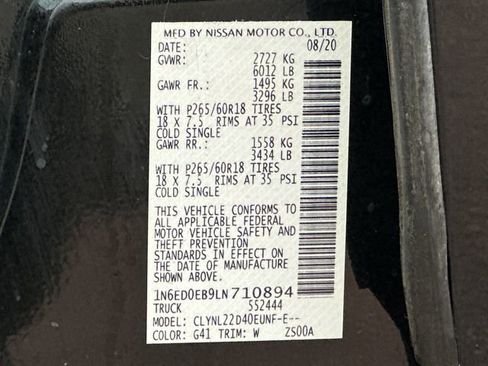 MFD BY NISSAN MOTOR CO., LTD.
DATE: 08/20
GVWR: 2727 KG
6012 LB
GAWR FR.: 1495 KG
3296 LB
WITH P265/60R18 TIRES
18 X 7.5 RIMS AT 35 PSI
COLD SINGLE
GAWR RR.: 1558 KG
3434 LB
WITH P265/60R18 TIRES
18 X 7.5 RIMS AT 35 PSI
COLD SINGLE
THIS VEHICLE CONFORMS TO
ALL APPLICABLE FEDERAL
MOTOR VEHICLE SAFETY AND
THEFT PREVENTION
STANDARDS IN EFFECT ON
THE DATE OF MANUFACTURE
SHOWN ABOVE.
1N6ED0EB9LN710894
TRUCK S52444
MODEL: CLYNL22D40EUNF-E--
COLOR: G41 TRIM: W ZS00A